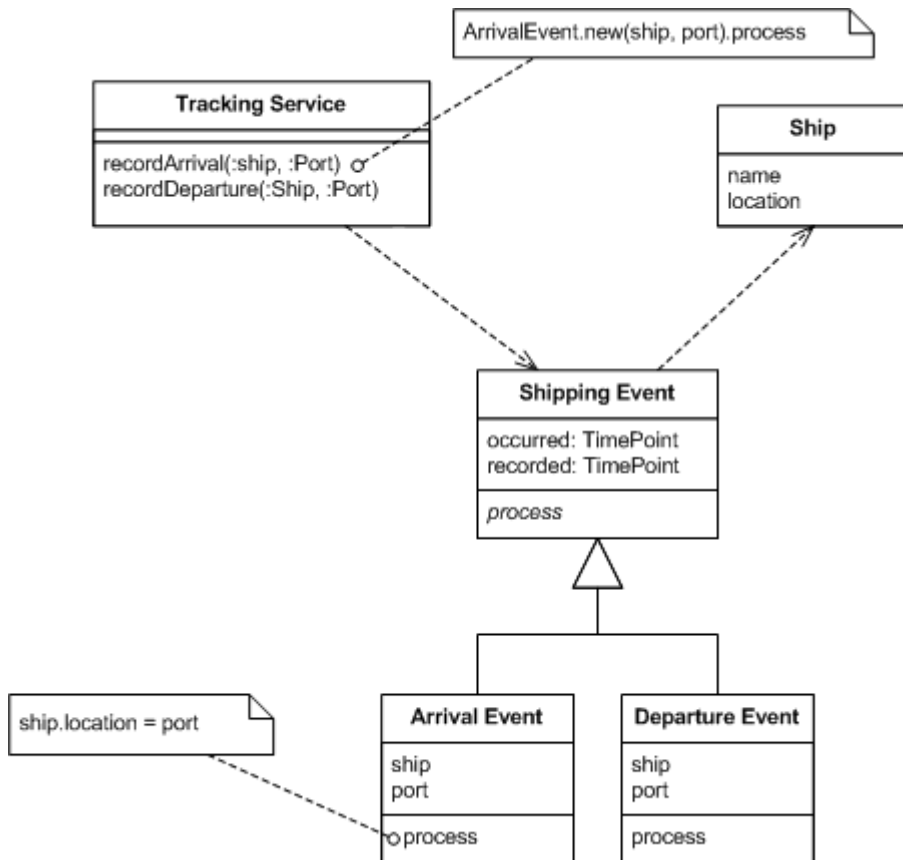 ArrivalEvent.new(ship, port).process
Tracking Service
recordArrival(:ship, :Port)
recordDeparture(:Ship, :Port)
Ship
name
location
Shipping Event
occurred: TimePoint
recorded: TimePoint
process
ship.location = port
Arrival Event
ship
port
process
Departure Event
ship
port
process